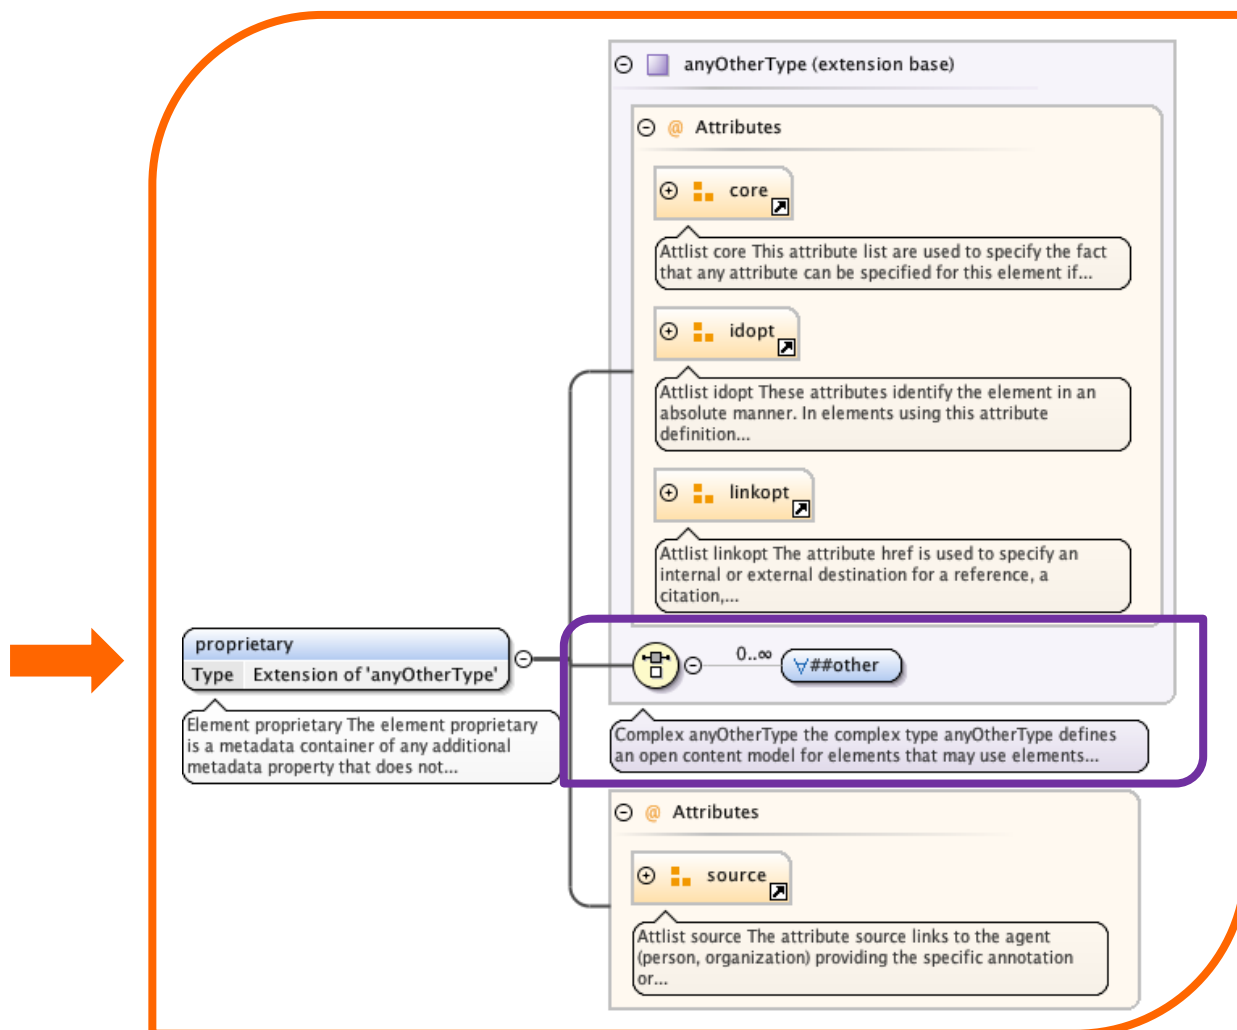 anyOtherType (extension base)
@ Attributes
core
Attlist core This attribute list are used to specify the fact
that any attribute can be specified for this element if...
idopt
Attlist idopt These attributes identify the element in an
absolute manner. In elements using this attribute
definition...
linkopt
Attlist linkopt The attribute href is used to specify an
internal or external destination for a reference, a
citation,...
proprietary
Type Extension of 'anyOtherType'
Element proprietary The element proprietary
is a metadata container of any additional
metadata property that does not...
0..∞
∀##other
Complex anyOtherType the complex type anyOtherType defines
an open content model for elements that may use elements...
@ Attributes
source
Attlist source The attribute source links to the agent
(person, organization) providing the specific annotation
or...